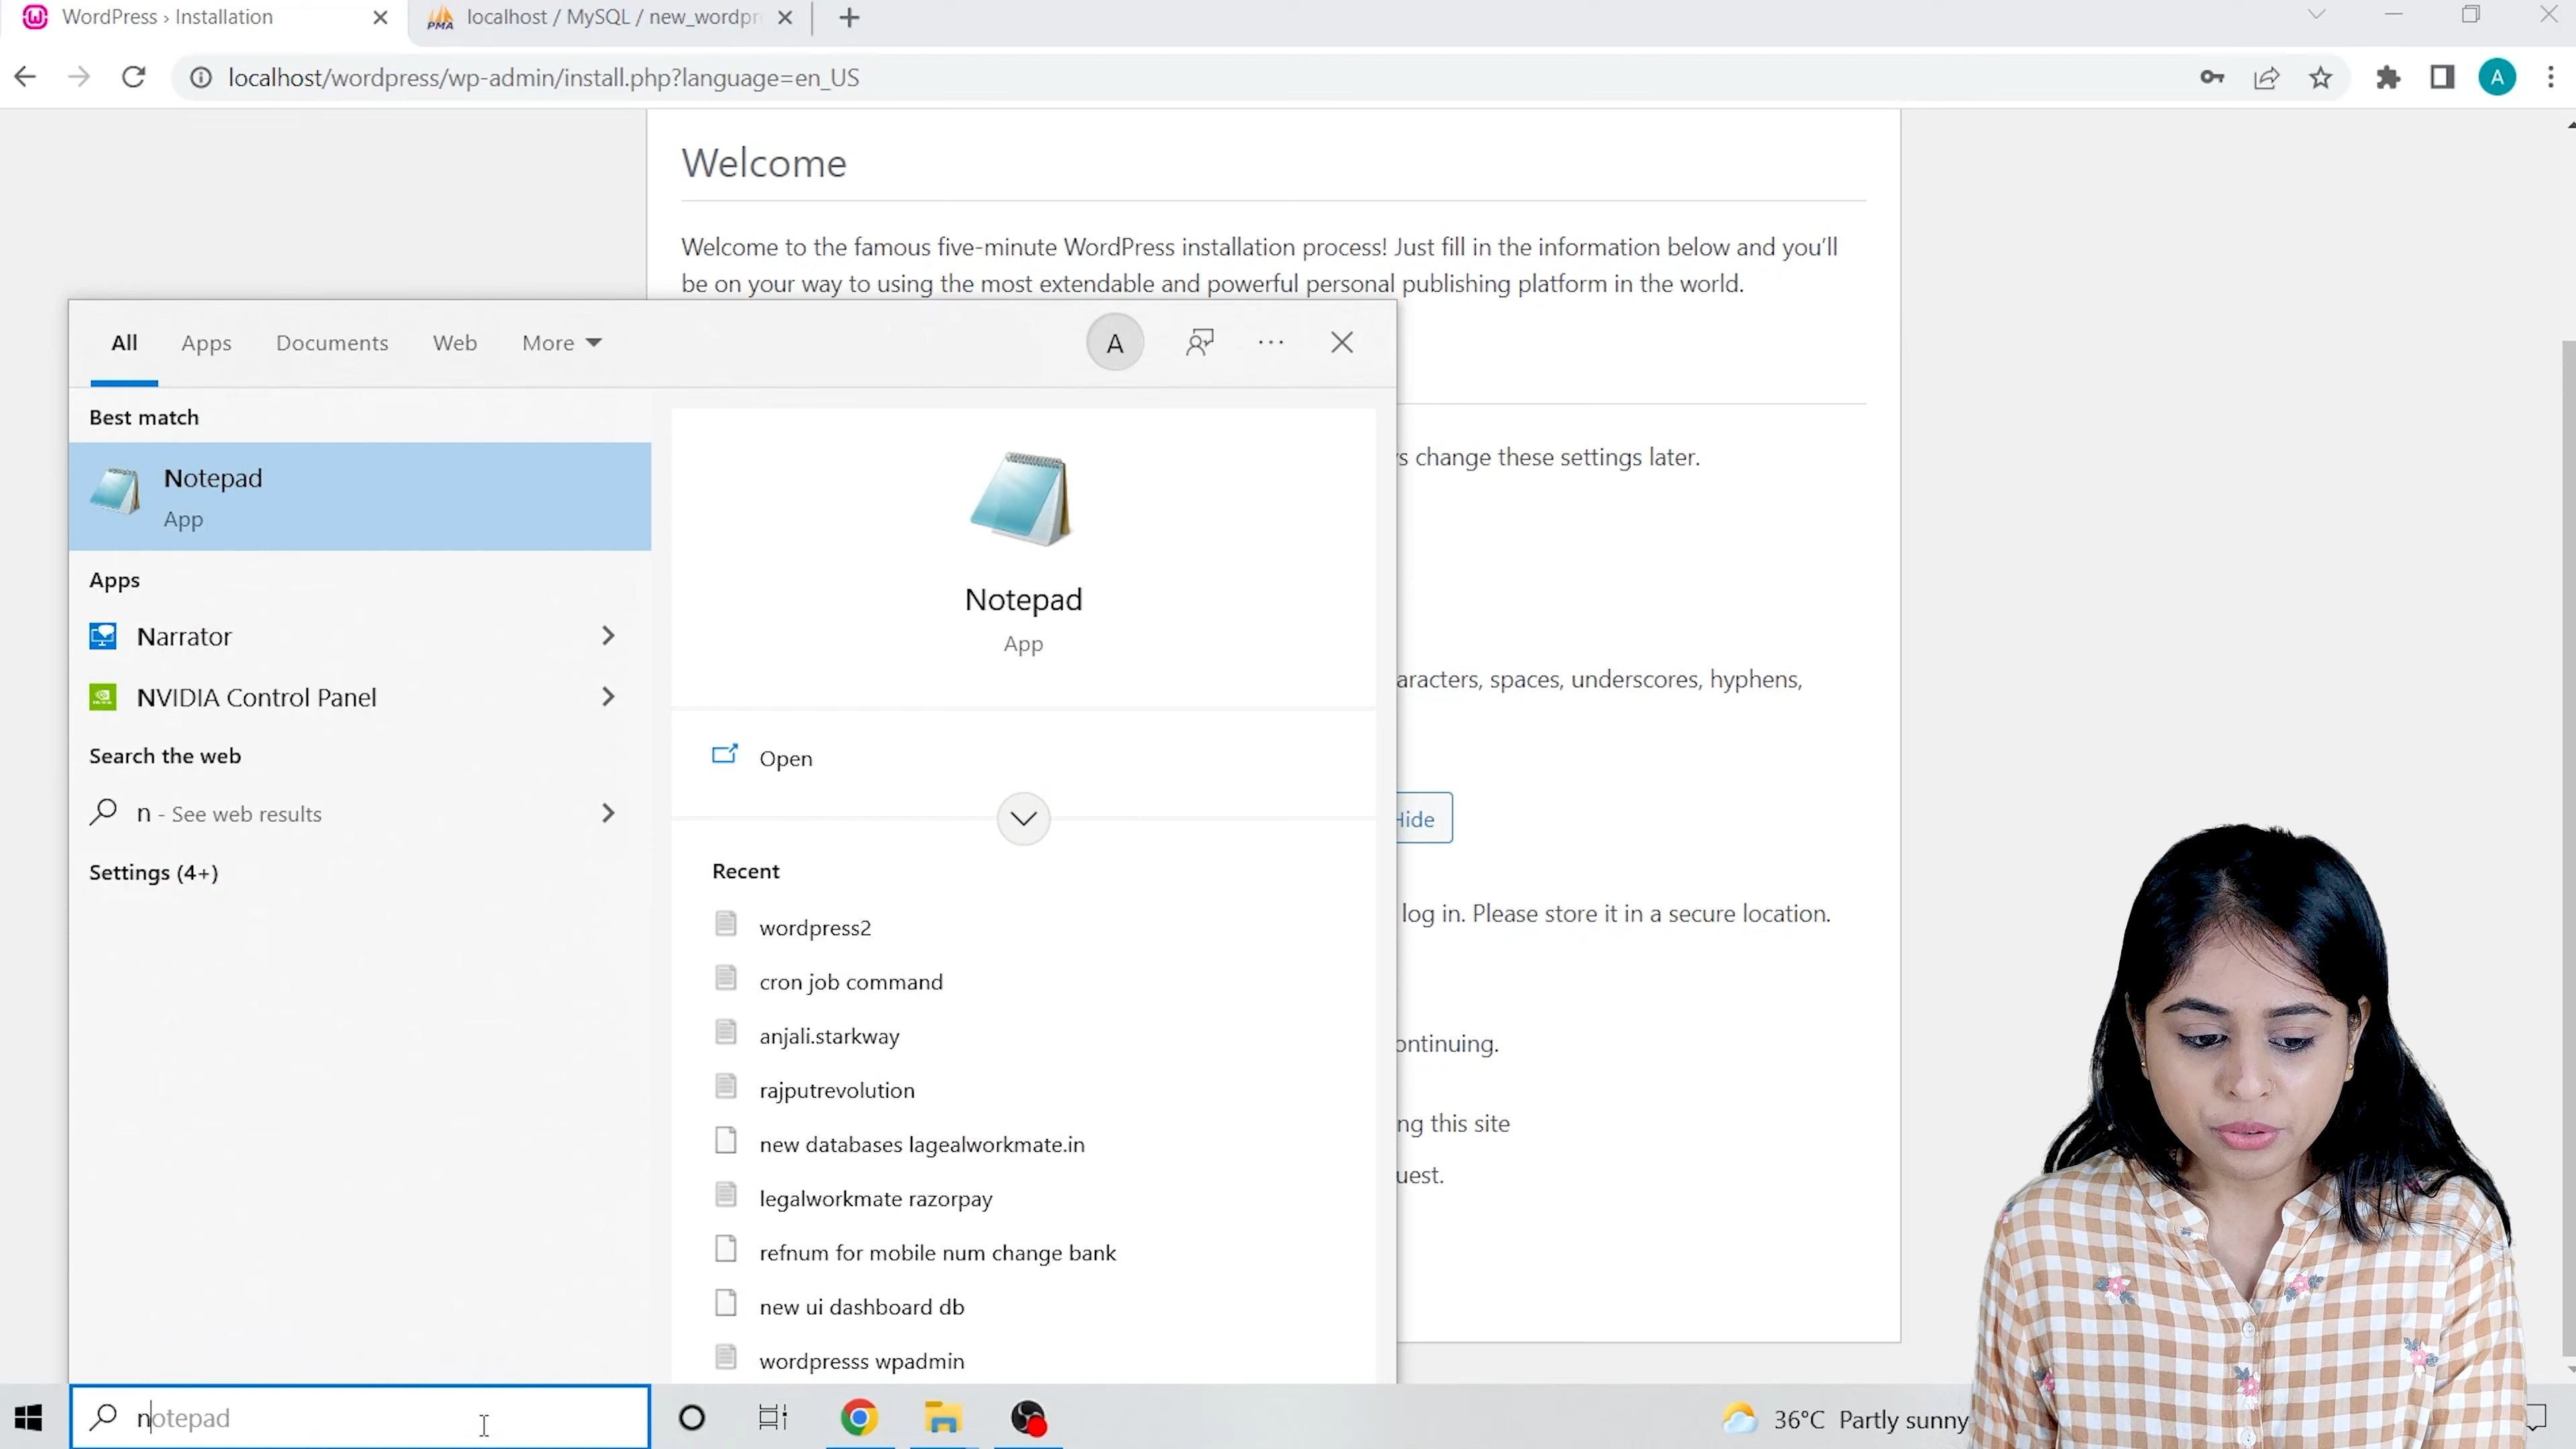 WordPress › Installation
localhost / MySQL / new_wordpr
localhost/wordpress/wp-admin/install.php?language=en_US
A
Welcome
Welcome to the famous five-minute WordPress installation process! Just fill in the information below and you'll
be on your way to using the most extendable and powerful personal publishing platform in the world.
All
Apps
Documents
Web
More
A
Best match
Notepad
App
Apps
Narrator
NVIDIA Control Panel
Search the web
n - See web results
Settings (4+)
Notepad
App
Open
Recent
wordpress2
cron job command
anjali.starkway
rajputrevolution
new databases lagealworkmate.in
legalworkmate razorpay
refnum for mobile num change bank
new ui dashboard db
wordpresss wpadmin
s change these settings later.
aracters, spaces, underscores, hyphens,
Hide
log in. Please store it in a secure location.
ontinuing.
ng this site
uest.
notepad
36°C Partly sunny